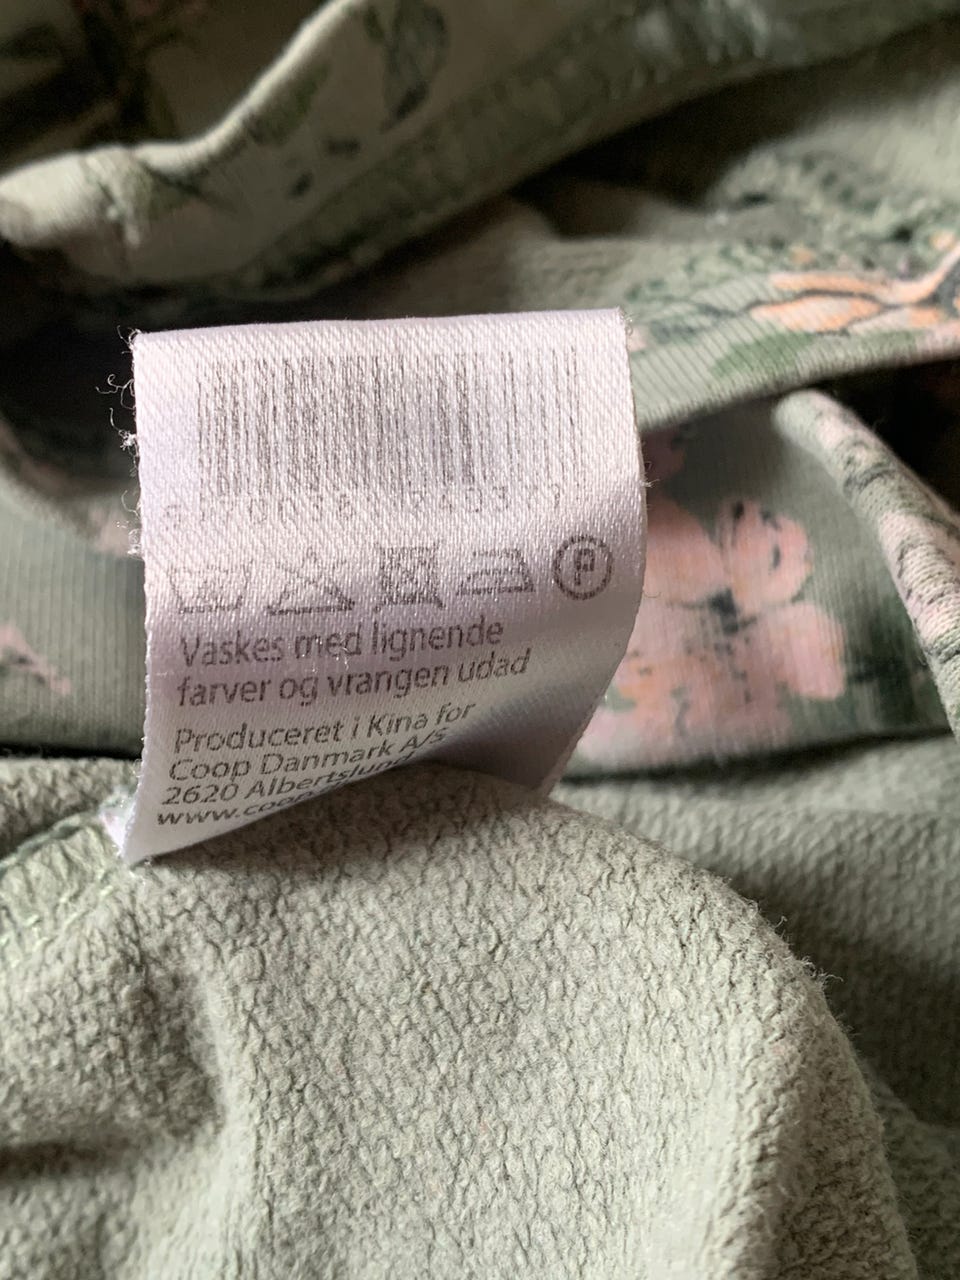 P
Vaskes med lignende
farver og vrangen udad
Produceret i Kina for
Coop Danmark A/S
2620 Albertslund